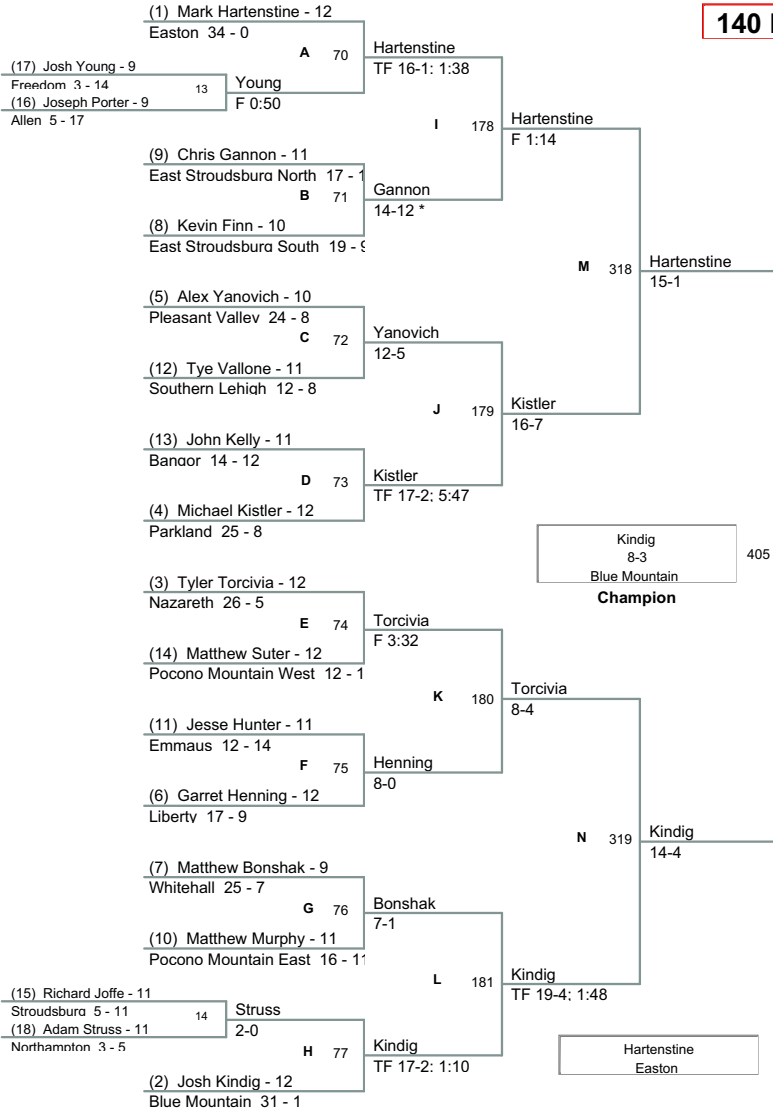 (1) Mark Hartenstine - 12
140
Easton 34 - 0
A 70
Hartenstine
TF 16-1; 1:38
(17) Josh Young - 9
Freedom 3 - 14
13
Young
F 0:50
(16) Joseph Porter - 9
Allen 5 - 17
I 178
Hartenstine
F 1:14
(9) Chris Gannon - 11
East Stroudsburg North 17 - 1
B 71
Gannon
14-12 *
(8) Kevin Finn - 10
East Stroudsburg South 19 - 9
M 318
Hartenstine
15-1
(5) Alex Yanovich - 10
Pleasant Valley 24 - 8
C 72
Yanovich
12-5
(12) Tye Vallone - 11
Southern Lehigh 12 - 8
J 179
Kistler
16-7
(13) John Kelly - 11
Bangor 14 - 12
D 73
Kistler
TF 17-2; 5:47
(4) Michael Kistler - 12
Parkland 25 - 8
Kindig
8-3
Blue Mountain
405
Champion
(3) Tyler Torcivia - 12
Nazareth 26 - 5
E 74
Torcivia
F 3:32
(14) Matthew Suter - 12
Pocono Mountain West 12 - 1
K 180
Torcivia
8-4
(11) Jesse Hunter - 11
Emmaus 12 - 14
F 75
Henning
8-0
(6) Garret Henning - 12
Liberty 17 - 9
N 319
Kindig
14-4
(7) Matthew Bonshak - 9
Whitehall 25 - 7
G 76
Bonshak
7-1
(10) Matthew Murphy - 11
Pocono Mountain East 16 - 11
L 181
Kindig
TF 19-4; 1:48
(15) Richard Joffe - 11
Stroudsburg 5 - 11
14
Struss
2-0
(18) Adam Struss - 11
Northampton 3 - 5
H 77
Kindig
TF 17-2; 1:10
(2) Josh Kindig - 12
Blue Mountain 31 - 1
Hartenstine
Easton